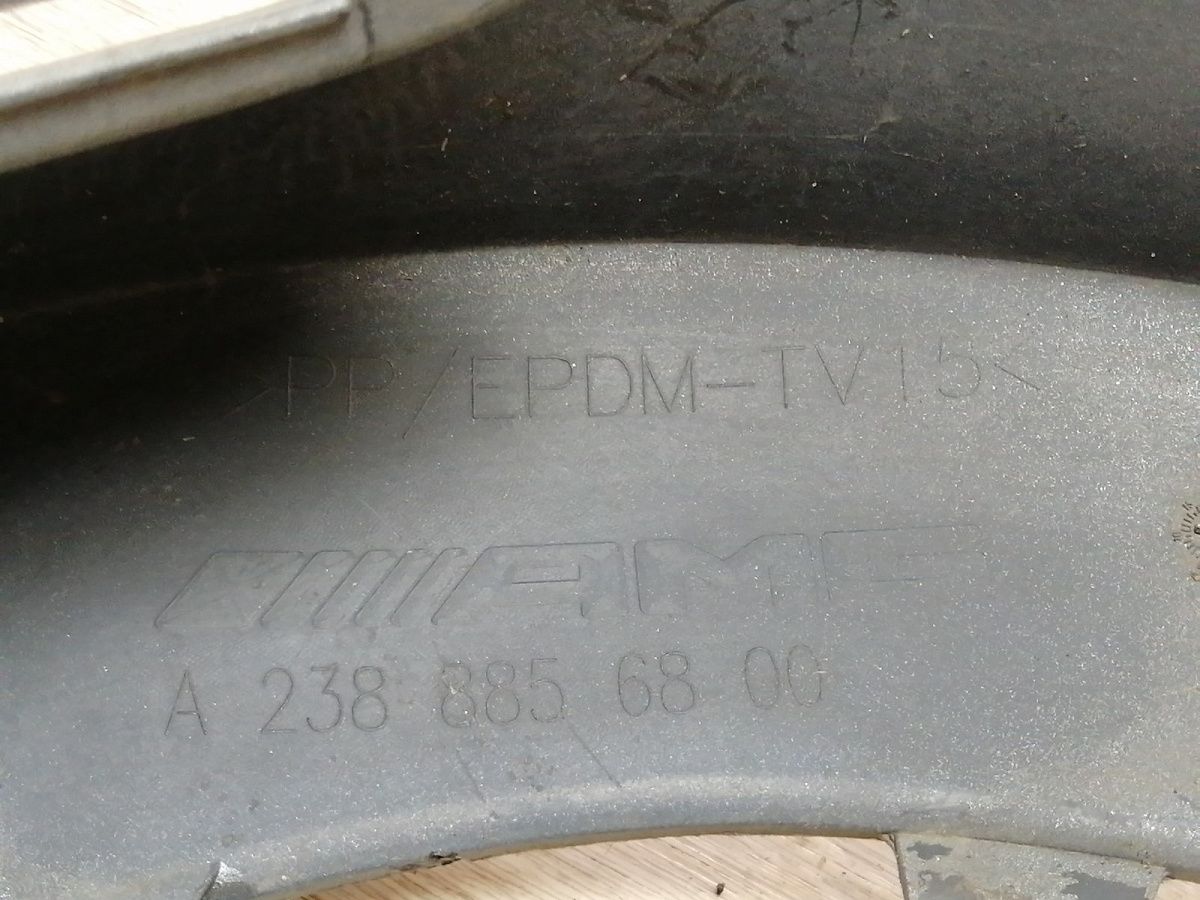 >PP/EPDM-TV15<
AMG
A 238 885 68 00